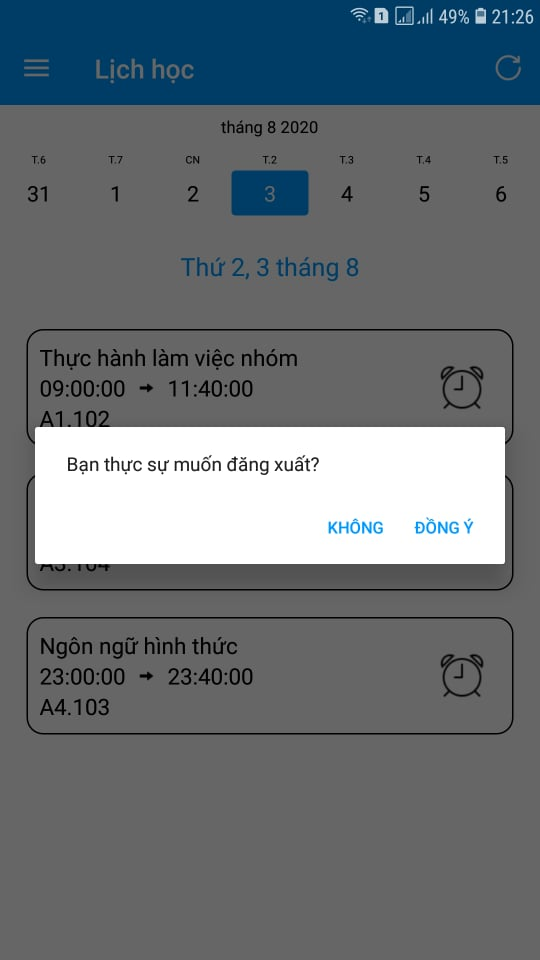 1 49% 21:26
Lịch học
tháng 8 2020
T.6 T.7 CN T.2 T.3 T.4 T.5
31 1 2 3 4 5 6
Thứ 2, 3 tháng 8
Thực hành làm việc nhóm
09:00:00 → 11:40:00
A1.102
Bạn thực sự muốn đăng xuất?
KHÔNG ĐỒNG Ý
A3.104
Ngôn ngữ hình thức
23:00:00 → 23:40:00
A4.103